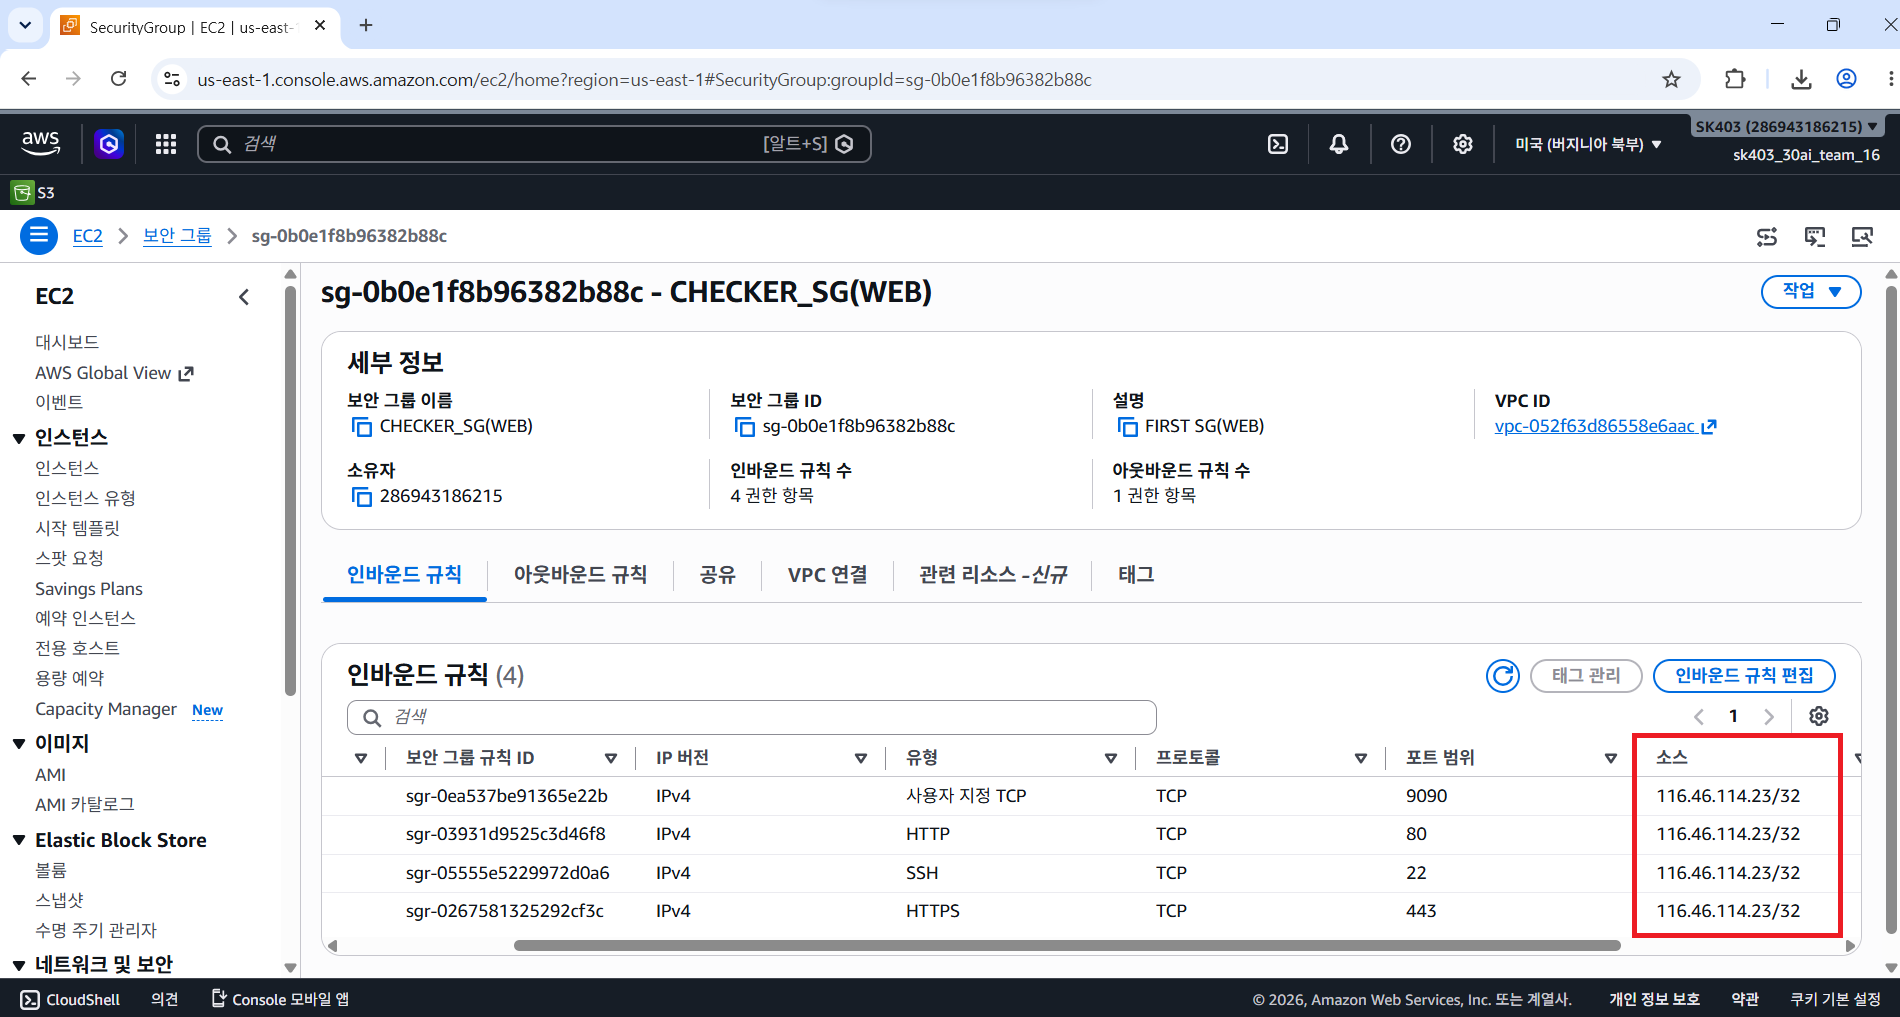 SecurityGroup | EC2 | us-east-
us-east-1.console.aws.amazon.com/ec2/home?region=us-east-1#SecurityGroup:groupId=sg-0b0e1f8b96382b88c
aws
검색
[알트+S]
미국 (버지니아 북부) ▼
SK403 (286943186215) ▼
sk403_30ai_team_16
S3
EC2 > 보안 그룹 > sg-0b0e1f8b96382b88c
EC2
대시보드
AWS Global View
이벤트
인스턴스
인스턴스
인스턴스 유형
시작 템플릿
스팟 요청
Savings Plans
예약 인스턴스
전용 호스트
용량 예약
Capacity Manager New
이미지
AMI
AMI 카탈로그
Elastic Block Store
볼륨
스냅샷
수명 주기 관리자
네트워크 및 보안
sg-0b0e1f8b96382b88c - CHECKER_SG(WEB)
작업 ▼
세부 정보
보안 그룹 이름
CHECKER_SG(WEB)
보안 그룹 ID
sg-0b0e1f8b96382b88c
설명
FIRST SG(WEB)
VPC ID
vpc-052f63d86558e6aac
소유자
286943186215
인바운드 규칙 수
4 권한 항목
아웃바운드 규칙 수
1 권한 항목
인바운드 규칙 아웃바운드 규칙 공유 VPC 연결 관련 리소스 -신규 태그
인바운드 규칙 (4)
태그 관리
인바운드 규칙 편집
검색
1
보안 그룹 규칙 ID IP 버전 유형 프로토콜 포트 범위 소스
sgr-0ea537be91365e22b IPv4 사용자 지정 TCP TCP 9090 116.46.114.23/32
sgr-03931d9525c3d46f8 IPv4 HTTP TCP 80 116.46.114.23/32
sgr-05555e5229972d0a6 IPv4 SSH TCP 22 116.46.114.23/32
sgr-0267581325292cf3c IPv4 HTTPS TCP 443 116.46.114.23/32
CloudShell 의견 Console 모바일 앱
© 2026, Amazon Web Services, Inc. 또는 계열사. 개인 정보 보호 약관 쿠키 기본 설정